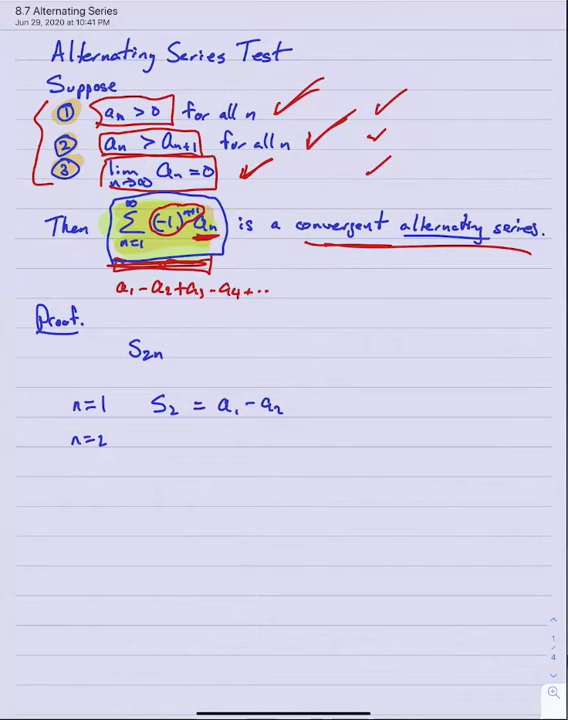 8.7 Alternating Series
Jun 29, 2020 at 10:41 PM
Alternating Series Test
Suppose
① aₙ > 0 for all n
② aₙ > aₙ₊₁ for all n
③ lim n→∞ aₙ = 0
Then ∑ n=1 ∞ (-1)ⁿ⁺¹ aₙ is a convergent alternating series.
a₁ - a₂ + a₃ - a₄ + ...
Proof.
S₂ₙ
n=1 S₂ = a₁ - a₂
n=2
1
/
4